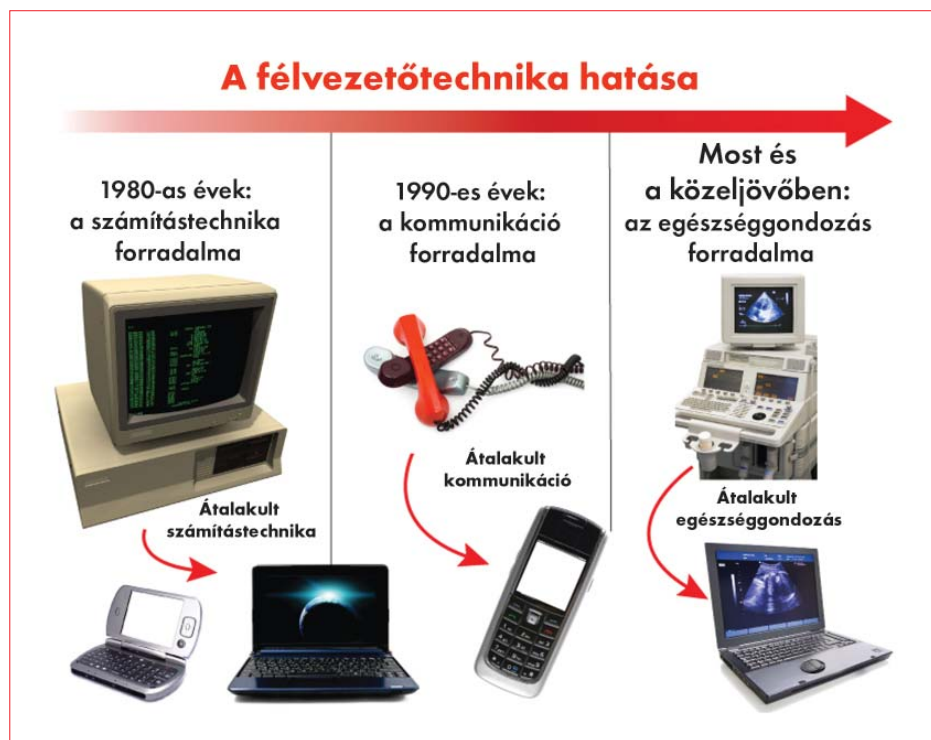 A félvezetőtechnika hatása
1980-as évek:
a számítástechnika
forradalma
Átalakult
számítástechnika
1990-es évek:
a kommunikáció
forradalma
Átalakult
kommunikáció
Most és
a közeljövőben:
az egészséggondozás
forradalma
Átalakult
egészséggondozás